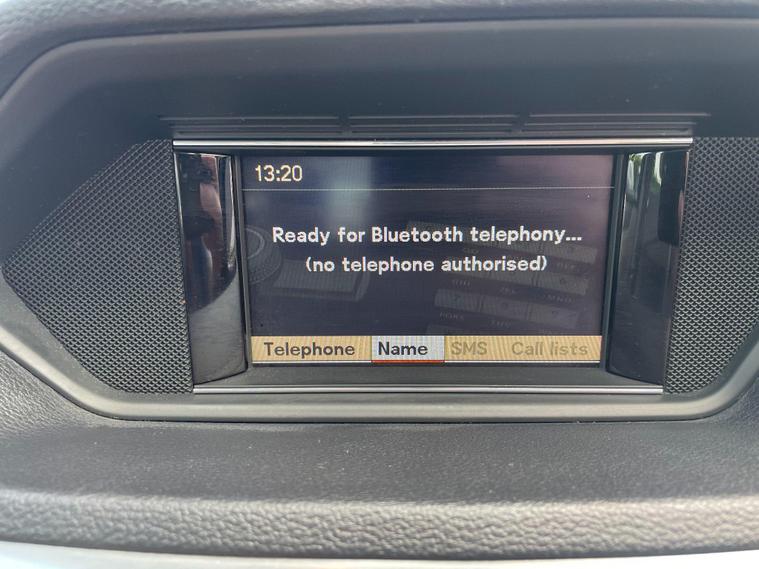 13:20
Ready for Bluetooth telephony...
(no telephone authorised)
Telephone Name SMS Call lists